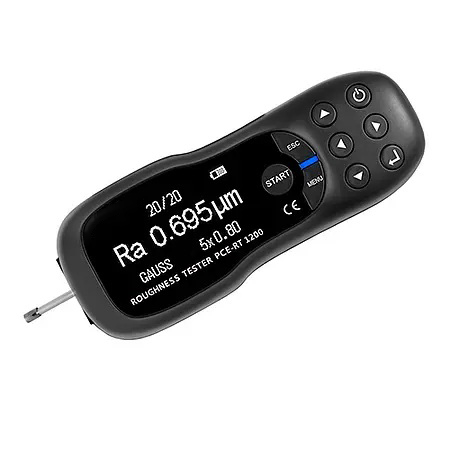 20/20
Ra 0.695µm
GAUSS 5x0.80
ROUGHNESS TESTER PCE-RT 1200
ESC
START
MENU
CE